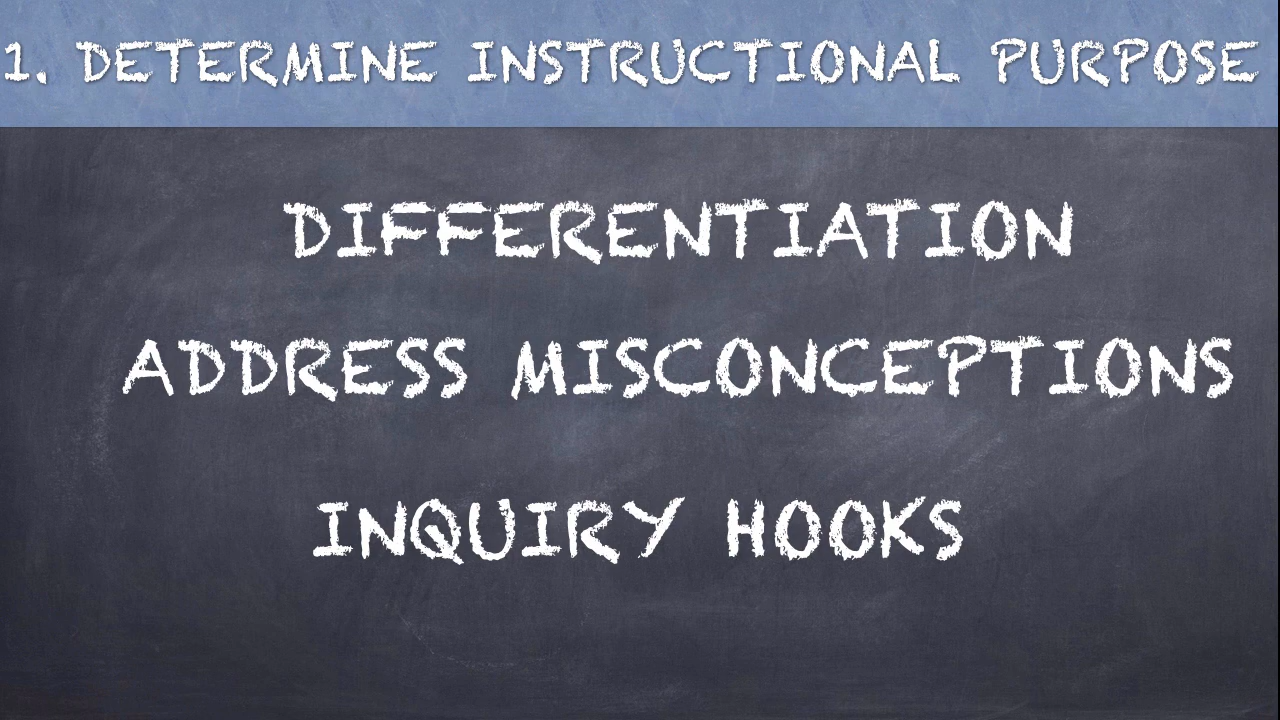 1. DETERMINE INSTRUCTIONAL PURPOSE
DIFFERENTIATION
ADDRESS MISCONCEPTIONS
INQUIRY HOOKS